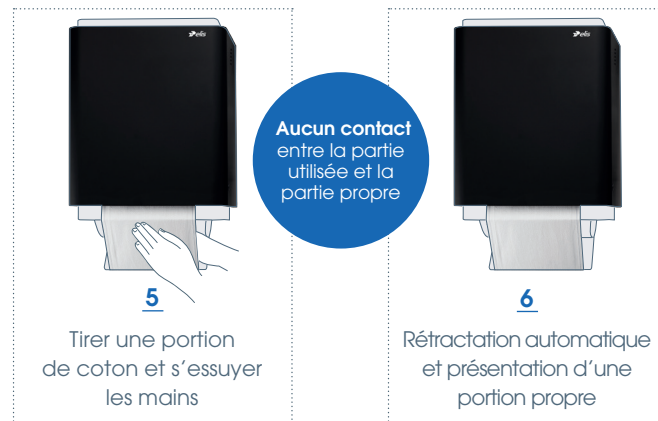 elis
elis
Aucun contact
entre la partie
utilisée et la
partie propre
5
Tirer une portion
de coton et s'essuyer
les mains
6
Rétractation automatique
et présentation d'une
portion propre